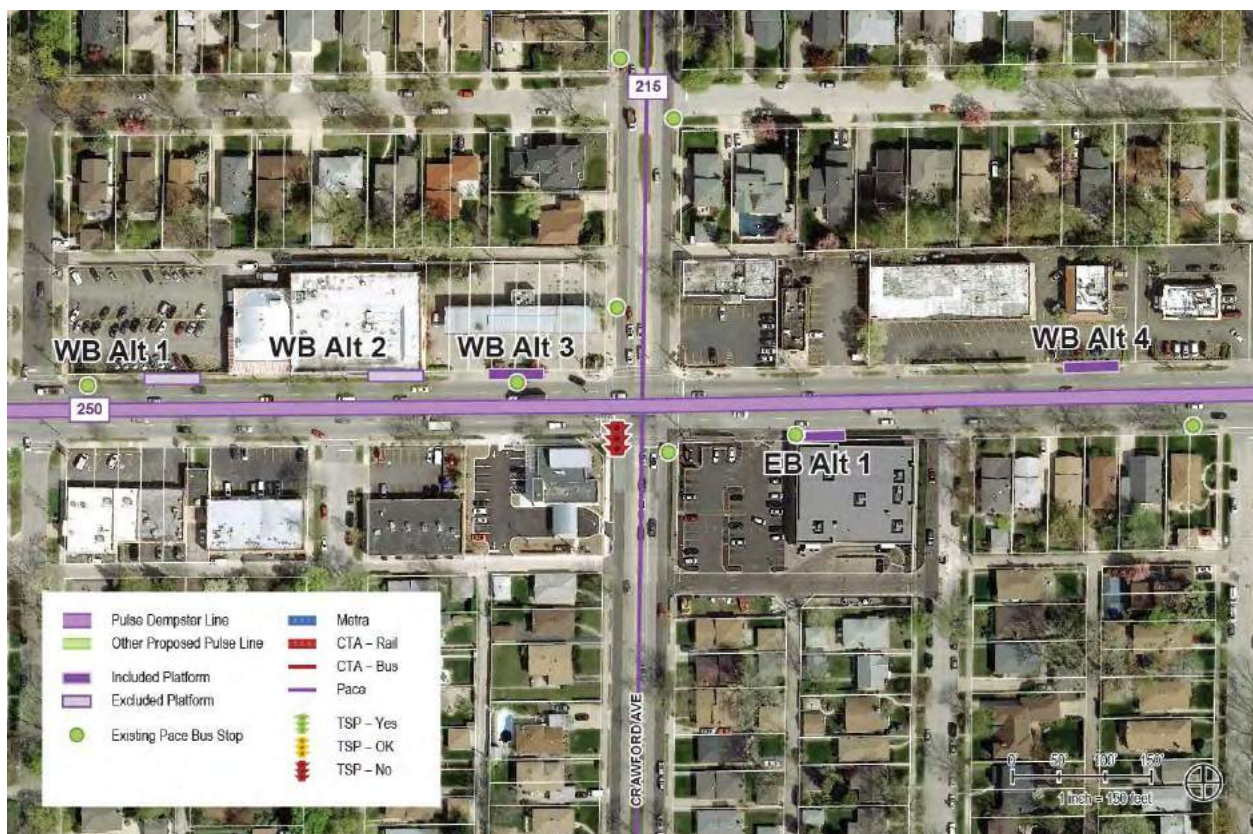 215
WB Alt 1
WB Alt 2
WB Alt 3
WB Alt 4
250
EB Alt 1
CRAWFORD AVE
Pulse Dempster Line
Other Proposed Pulse Line
Included Platform
Excluded Platform
Existing Pace Bus Stop
Metra
CTA – Rail
CTA – Bus
Pace
TSP – Yes
TSP – OK
TSP – No
0' 50' 100' 150'
1 inch = 150 feet